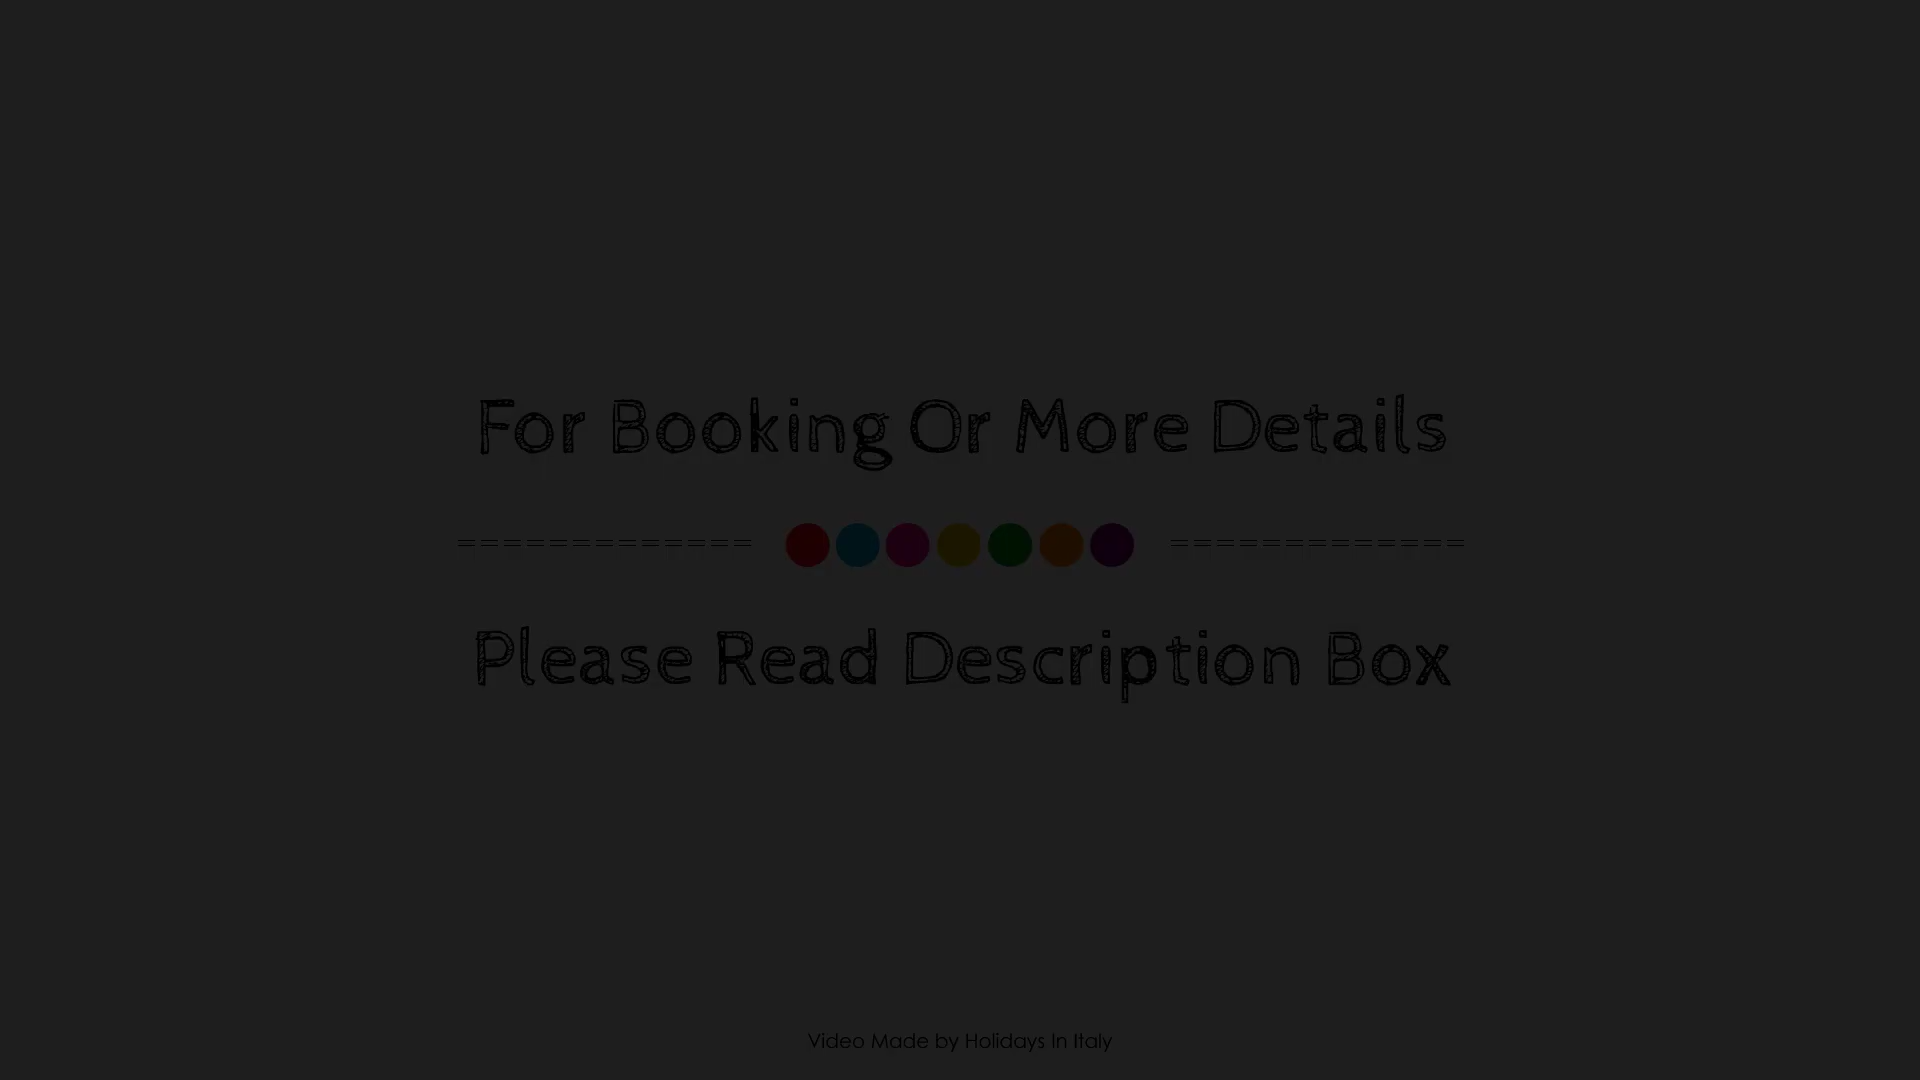 For Booking Or More Details
============= =============
Please Read Description Box
Video Made by Holidays In Italy